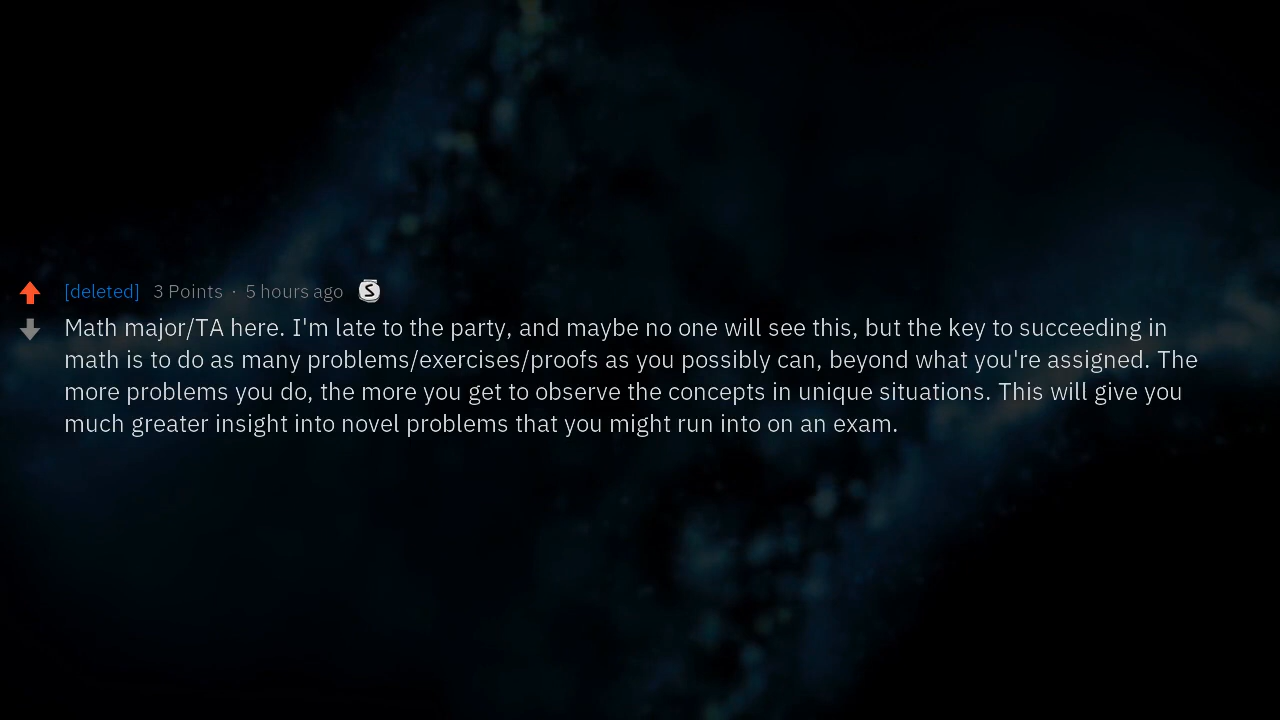 [deleted] 3 Points · 5 hours ago S
Math major/TA here. I'm late to the party, and maybe no one will see this, but the key to succeeding in
math is to do as many problems/exercises/proofs as you possibly can, beyond what you're assigned. The
more problems you do, the more you get to observe the concepts in unique situations. This will give you
much greater insight into novel problems that you might run into on an exam.